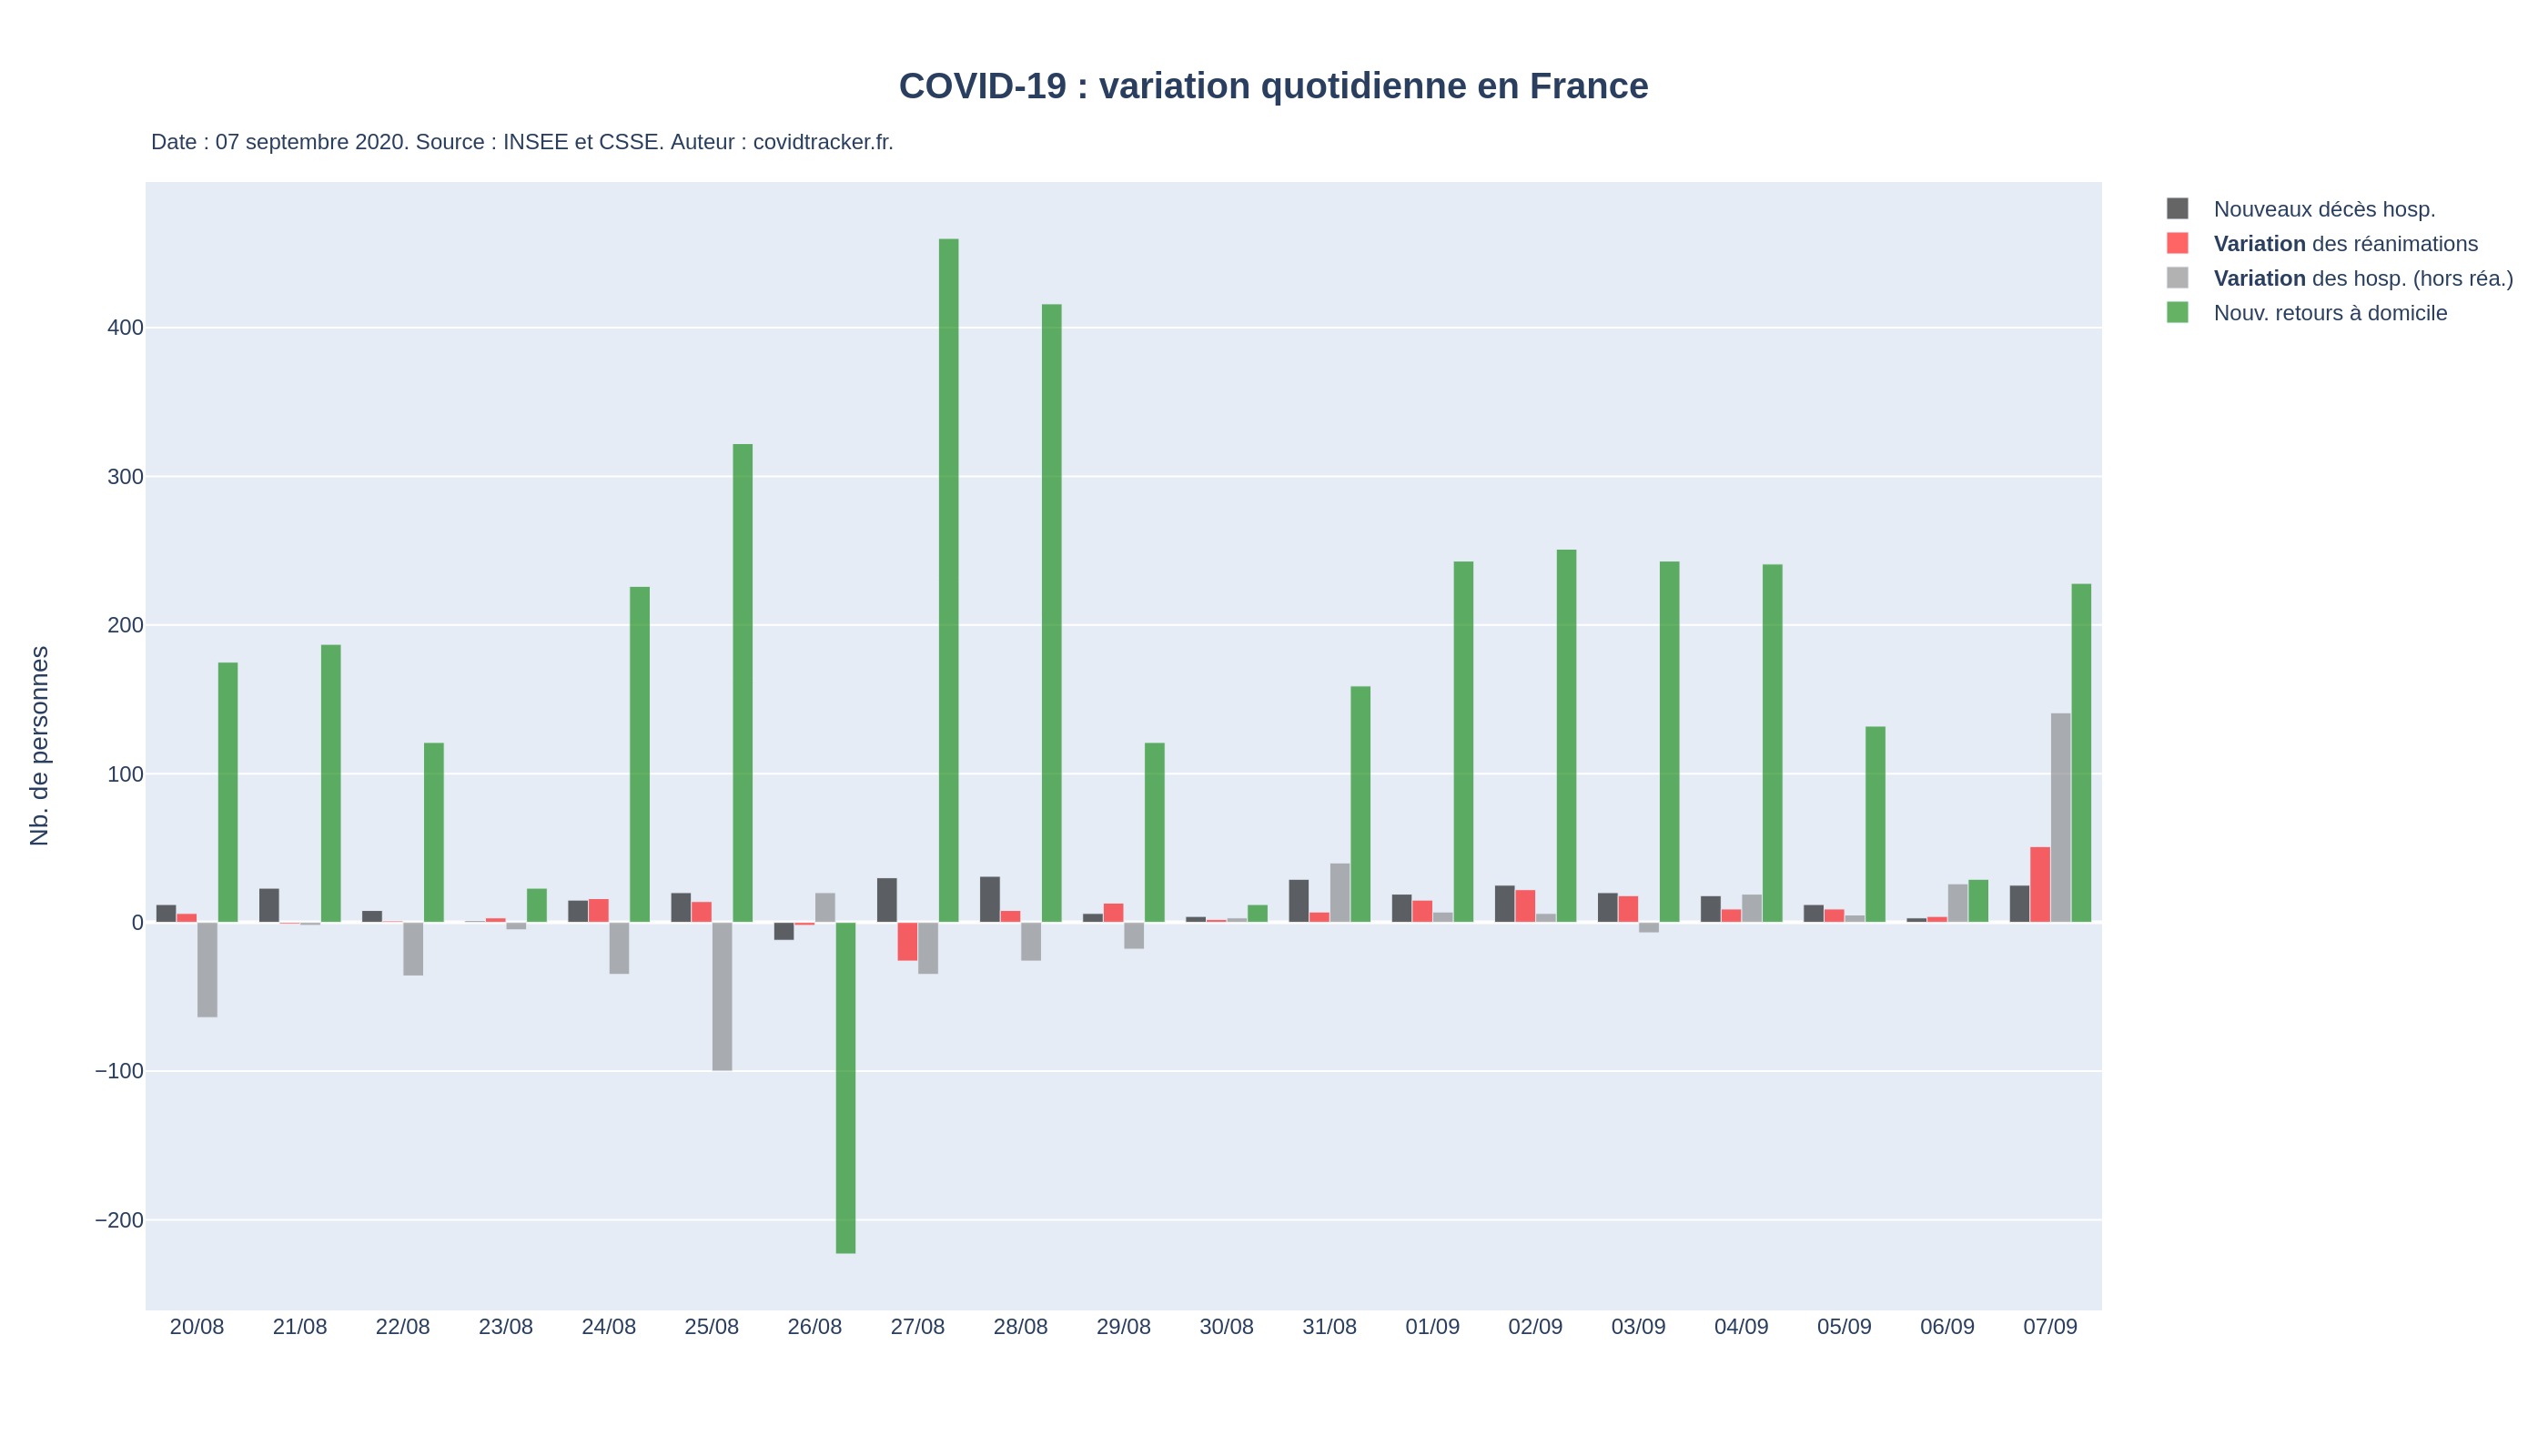 COVID-19 : variation quotidienne en France
Date : 07 septembre 2020. Source : INSEE et CSSE. Auteur : covidtracker.fr.
Nouveaux décès hosp.
Variation des réanimations
Variation des hosp. (hors réa.)
Nouv. retours à domicile
Nb. de personnes
400
300
200
100
0
−100
−200
20/08 21/08 22/08 23/08 24/08 25/08 26/08 27/08 28/08 29/08 30/08 31/08 01/09 02/09 03/09 04/09 05/09 06/09 07/09